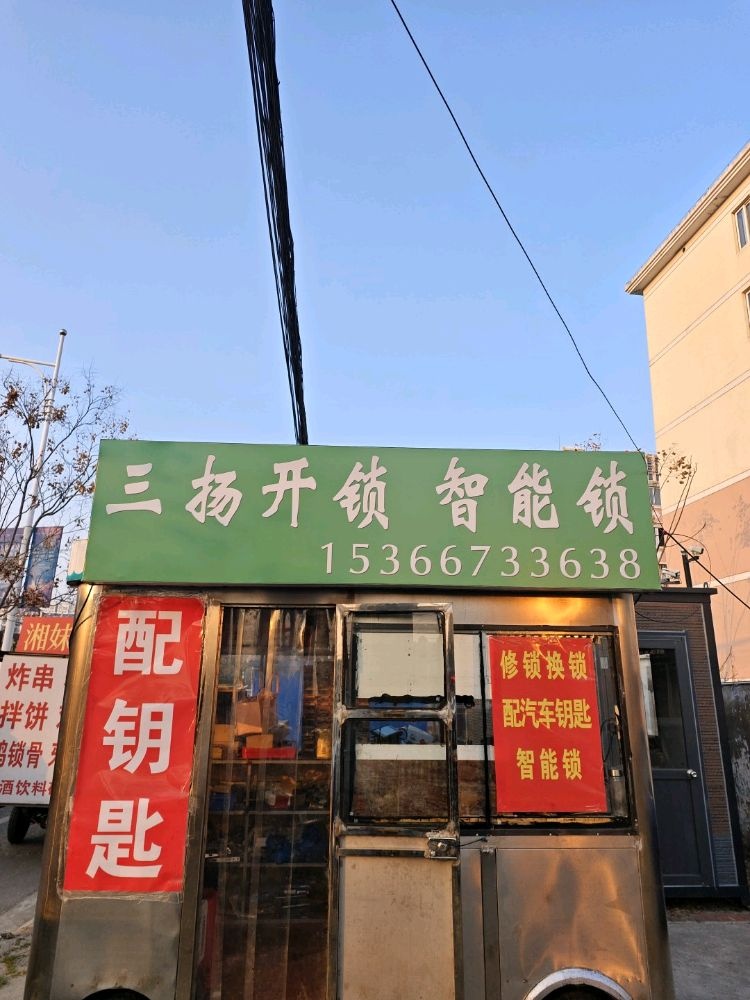 三扬开锁 智能锁
15366733638
配钥匙
修锁换锁
配汽车钥匙
智能锁
湘妹
炸串
拌饼
锁骨
酒饮料